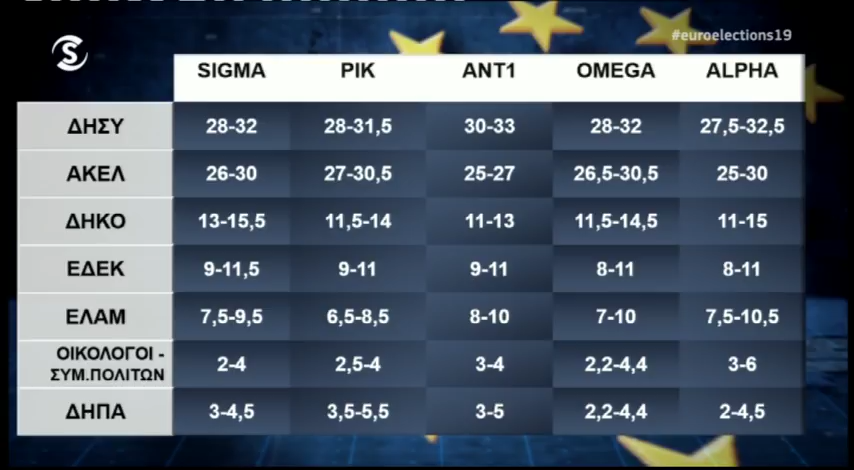 #euroelections19
S
SIGMA ΡΙΚ ΑΝΤ1 OMEGA ALPHA
ΔΗΣΥ 28-32 28-31,5 30-33 28-32 27,5-32,5
ΑΚΕΛ 26-30 27-30,5 25-27 26,5-30,5 25-30
ΔΗΚΟ 13-15,5 11,5-14 11-13 11,5-14,5 11-15
ΕΔΕΚ 9-11,5 9-11 9-11 8-11 8-11
ΕΛΑΜ 7,5-9,5 6,5-8,5 8-10 7-10 7,5-10,5
ΟΙΚΟΛΟΓΟΙ -
ΣΥΜ.ΠΟΛΙΤΩΝ 2-4 2,5-4 3-4 2,2-4,4 3-6
ΔΗΠΑ 3-4,5 3,5-5,5 3-5 2,2-4,4 2-4,5